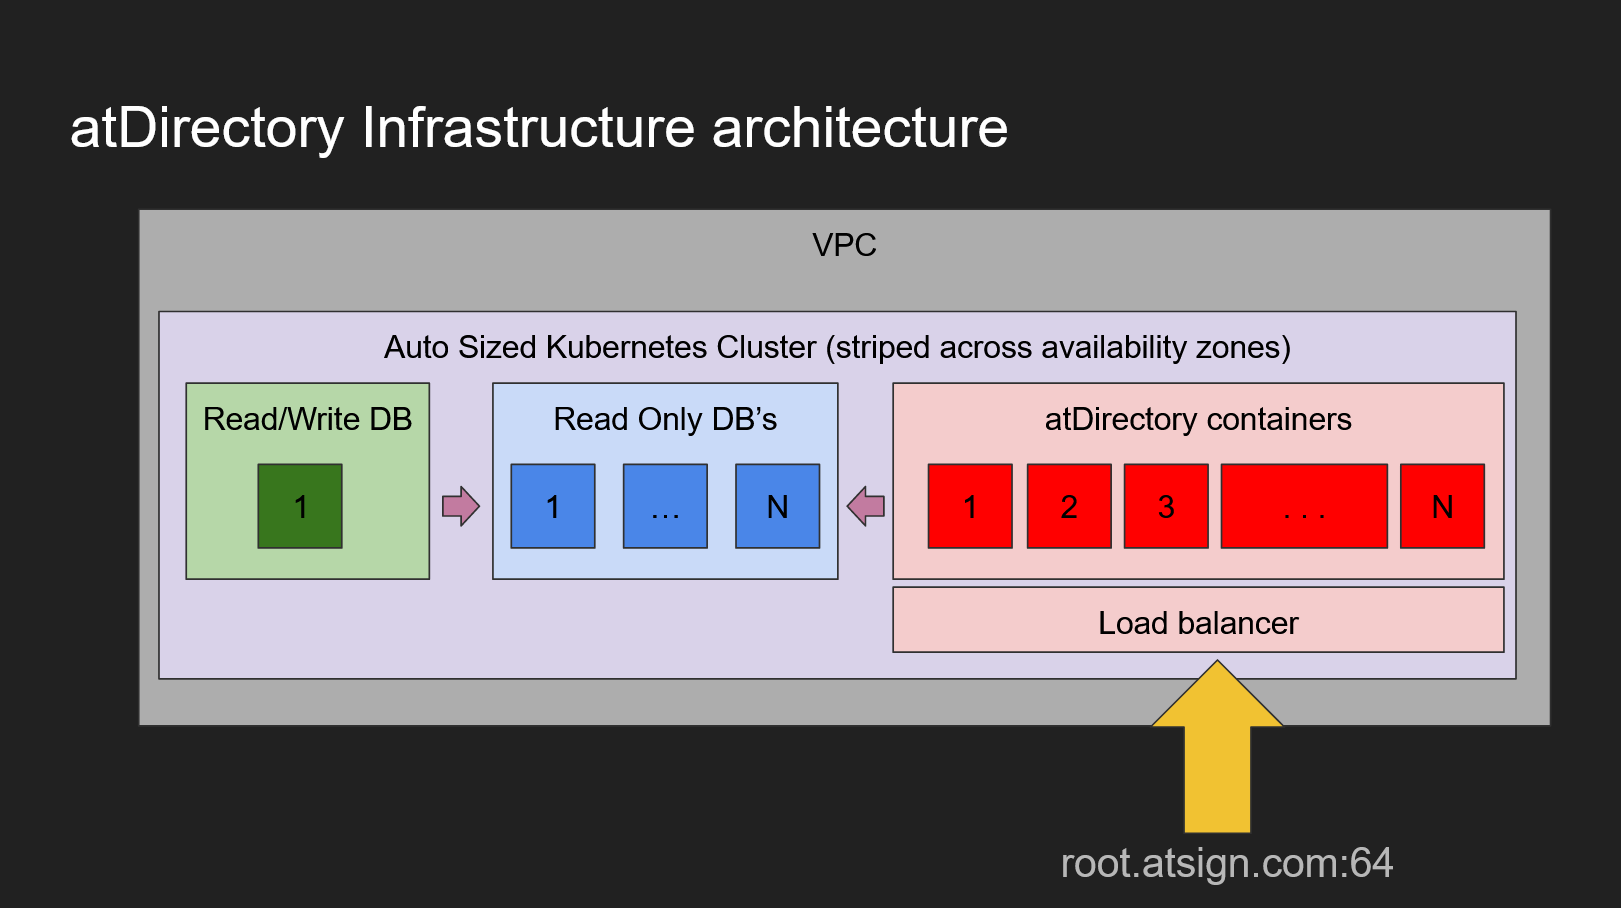 atDirectory Infrastructure architecture
VPC
Auto Sized Kubernetes Cluster (striped across availability zones)
Read/Write DB
1
Read Only DB’s
1
...
N
atDirectory containers
1
2
3
. . .
N
Load balancer
root.atsign.com:64